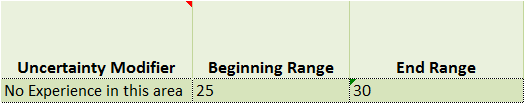 Uncertainty Modifier Beginning Range End Range
No Experience in this area 25 30